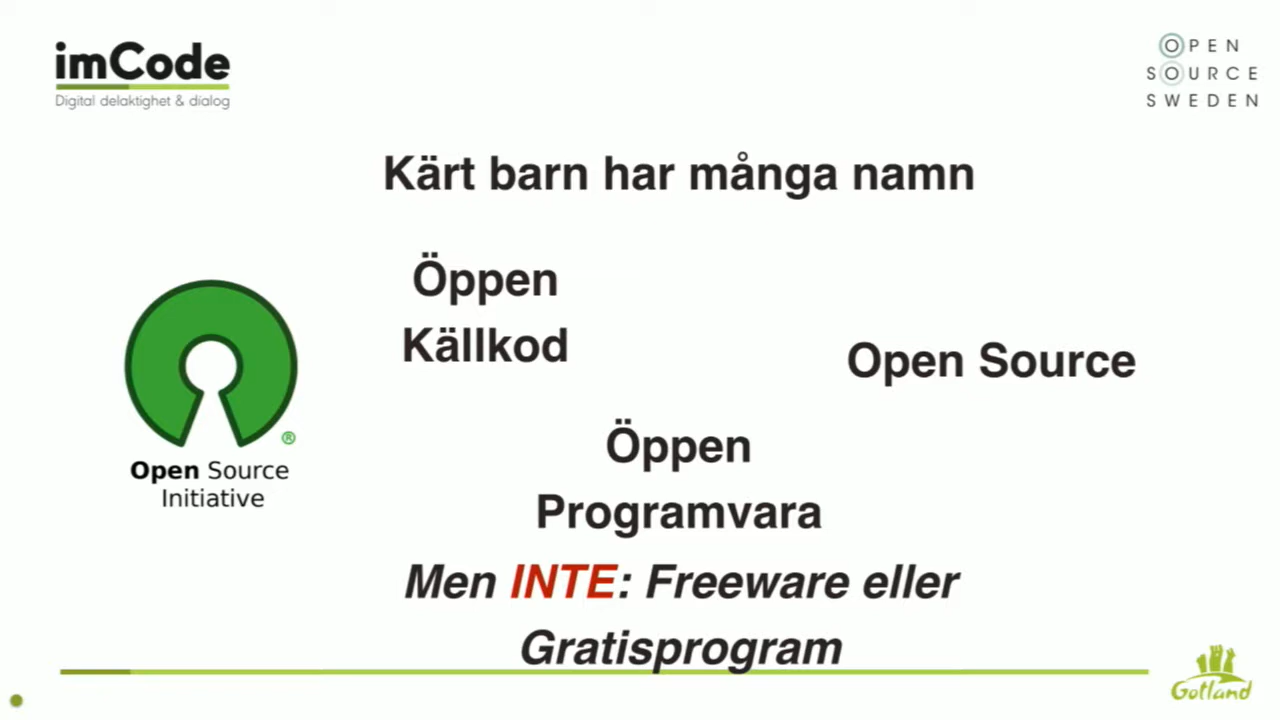 imCode
Digital delaktighet & dialog
OPEN
SOURCE
SWEDEN
Kärt barn har många namn
Öppen
Källkod
Open Source
®
Open Source
Initiative
Öppen
Programvara
Men INTE: Freeware eller
Gratisprogram
Gotland